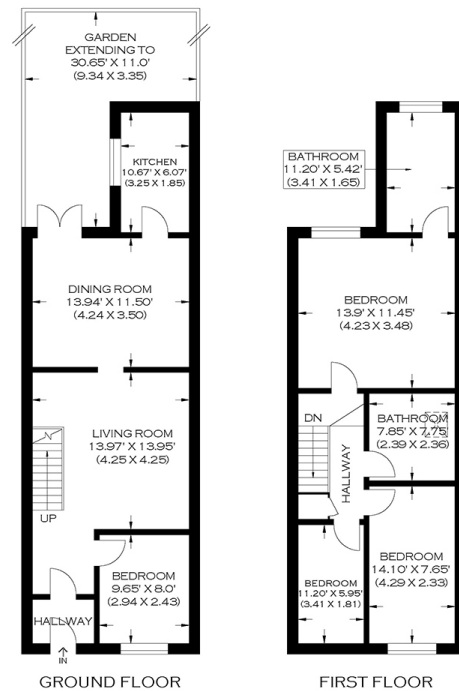 GARDEN
EXTENDING TO
30.65' X 11.0'
(9.34 X 3.35)
KITCHEN
10.67' X 6.07'
(3.25 X 1.85)
DINING ROOM
13.94' X 11.50'
(4.24 X 3.50)
LIVING ROOM
13.97' X 13.95'
(4.25 X 4.25)
UP
BEDROOM
9.65' X 8.0'
(2.94 X 2.43)
HALLWAY
IN
GROUND FLOOR
BATHROOM
11.20' X 5.42'
(3.41 X 1.65)
BEDROOM
13.9' X 11.45'
(4.23 X 3.48)
DN
HALLWAY
BATHROOM
7.85' X 7.75'
(2.39 X 2.36)
BEDROOM
14.10' X 7.65'
(4.29 X 2.33)
BEDROOM
11.20' X 5.95'
(3.41 X 1.81)
FIRST FLOOR